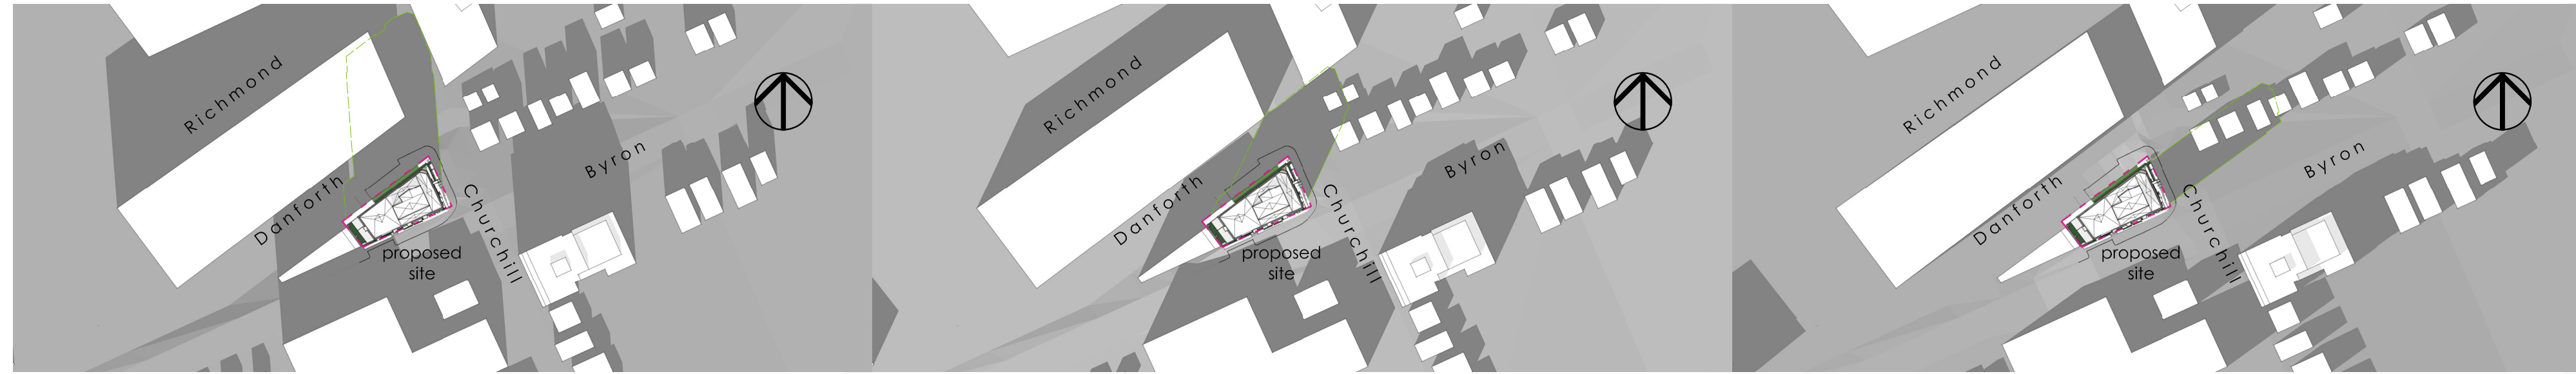 Richmond
Danforth
Byron
Churchill
proposed
site
Richmond
Danforth
Byron
Churchill
proposed
site
Richmond
Danforth
Byron
Churchill
proposed
site